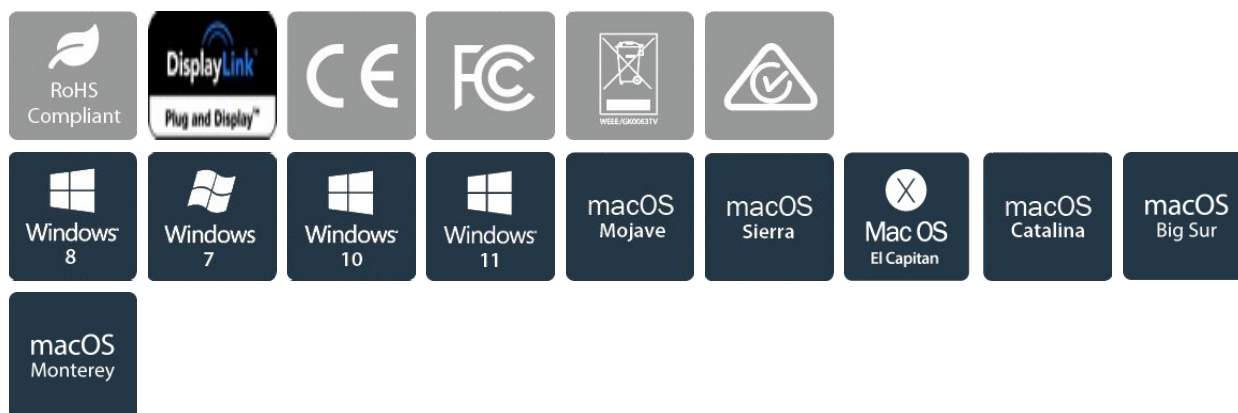 RoHS
Compliant
DisplayLink®
Plug and Display™
CE
FC
WEEE/GK0063TV
Windows®
8
Windows
7
Windows®
10
Windows®
11
macOS
Mojave
macOS
Sierra
X
Mac OS
El Capitan
macOS
Catalina
macOS
Big Sur
macOS
Monterey